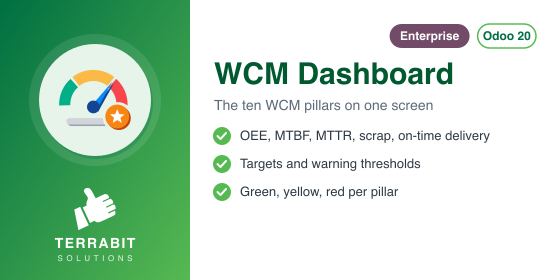 Enterprise
Odoo 20
WCM Dashboard
The ten WCM pillars on one screen
OEE, MTBF, MTTR, scrap, on-time delivery
Targets and warning thresholds
Green, yellow, red per pillar
TERRABIT
SOLUTIONS